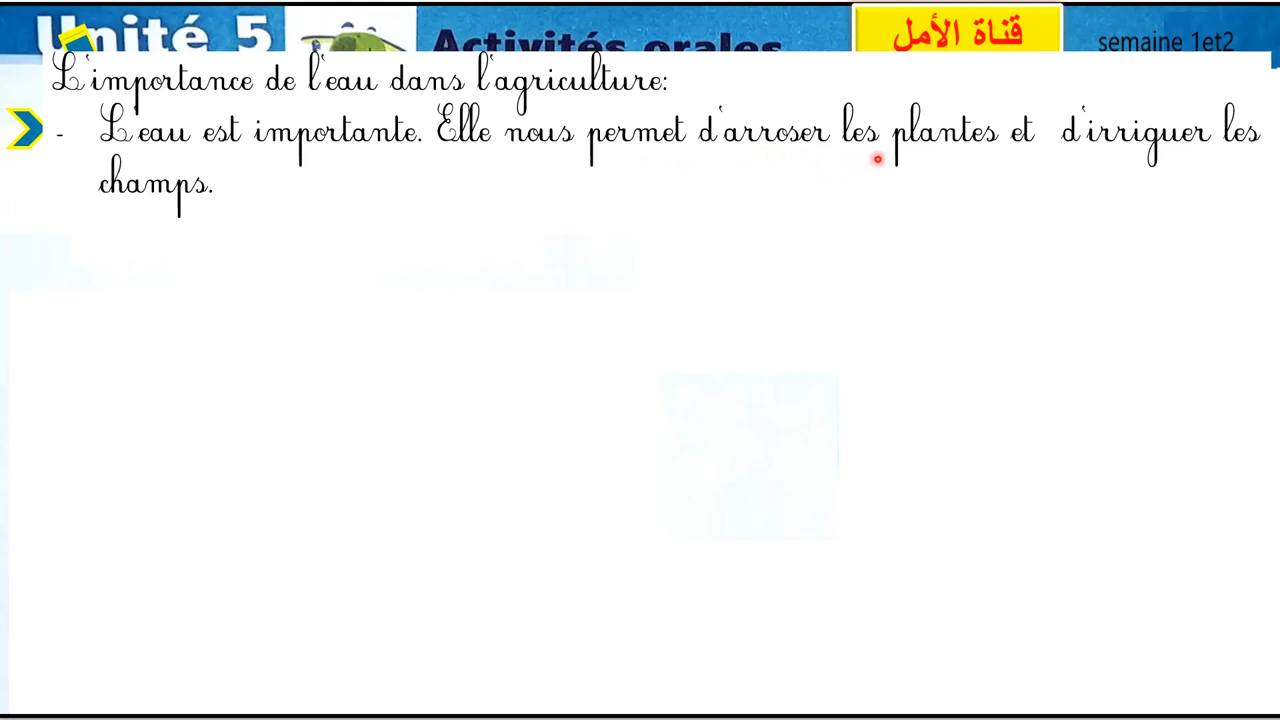 Unité 5 Activités orales قناة الأمل semaine 1et2
L'importance de l'eau dans l'agriculture:
- L'eau est importante. Elle nous permet d'arroser les plantes et d'irriguer les
champs.